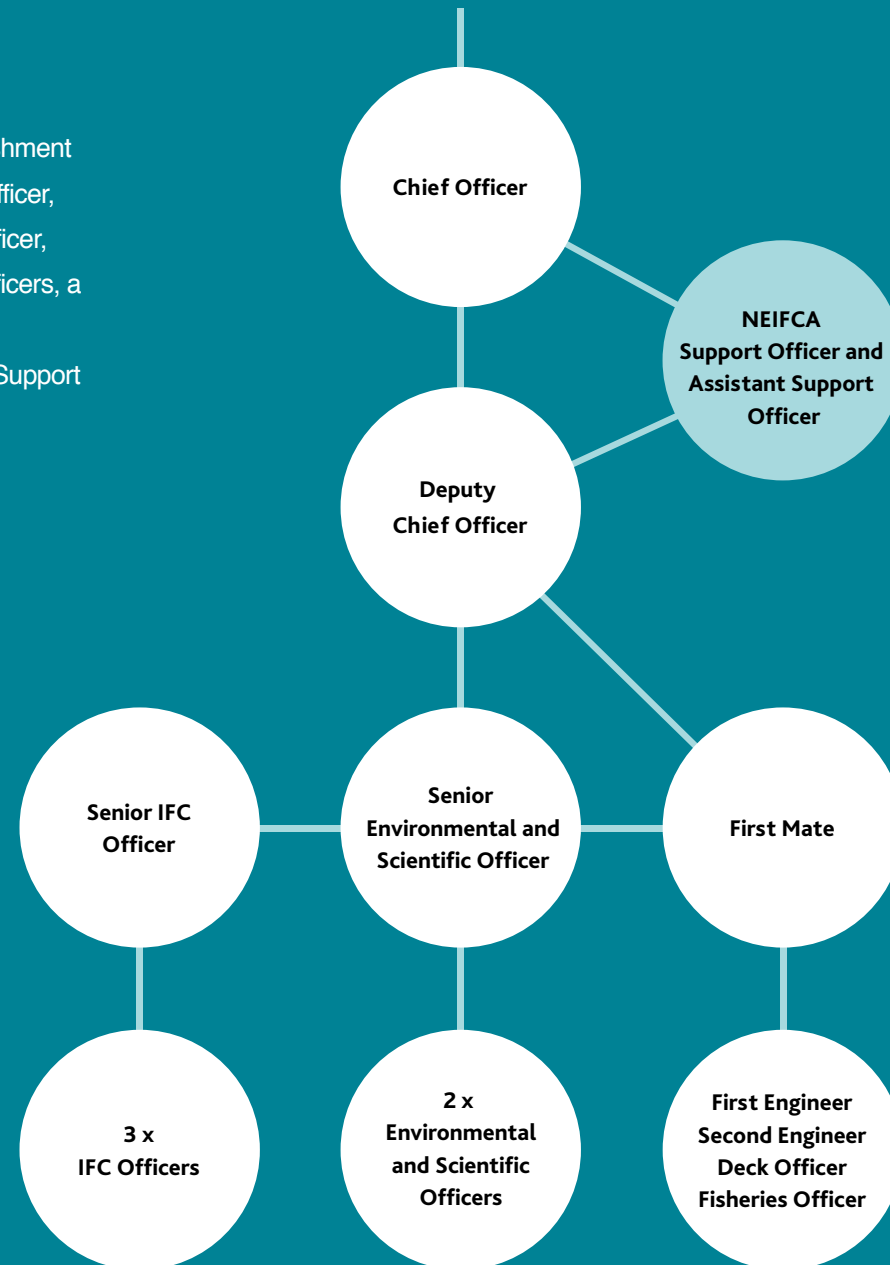 Chief Officer
NEIFCA
Support Officer and
Assistant Support
Officer
Deputy
Chief Officer
Senior IFC
Officer
Senior
Environmental and
Scientific Officer
First Mate
3 x
IFC Officers
2 x
Environmental
and Scientific
Officers
First Engineer
Second Engineer
Deck Officer
Fisheries Officer
officers, a
Support